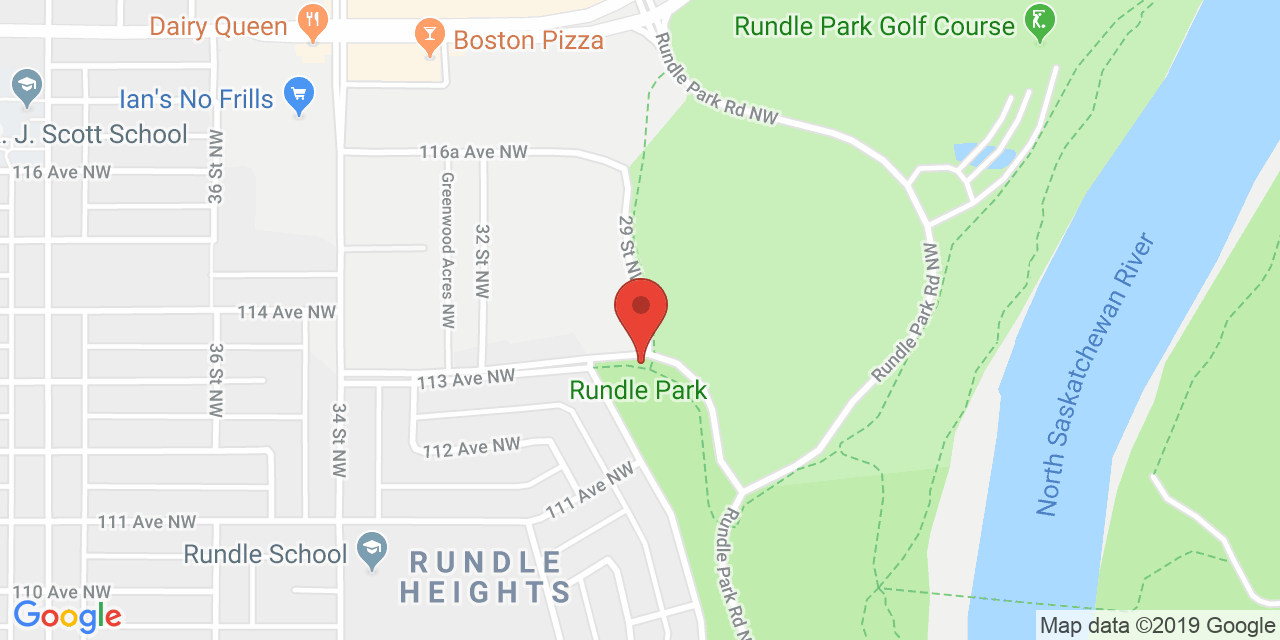 Dairy Queen
Boston Pizza
Rundle Park Golf Course
Rundle Park Rd NW
Ian's No Frills
. J. Scott School
116a Ave NW
116 Ave NW
36 St NW
Greenwood Acres NW
32 St NW
29 St NW
Rundle Park Rd NW
North Saskatchewan River
114 Ave NW
36 St NW
113 Ave NW
Rundle Park
34 St NW
112 Ave NW
111 Ave NW
111 Ave NW
Rundle School
RUNDLE
HEIGHTS
Rundle Park Rd N
110 Ave NW
Google
Map data ©2019 Google